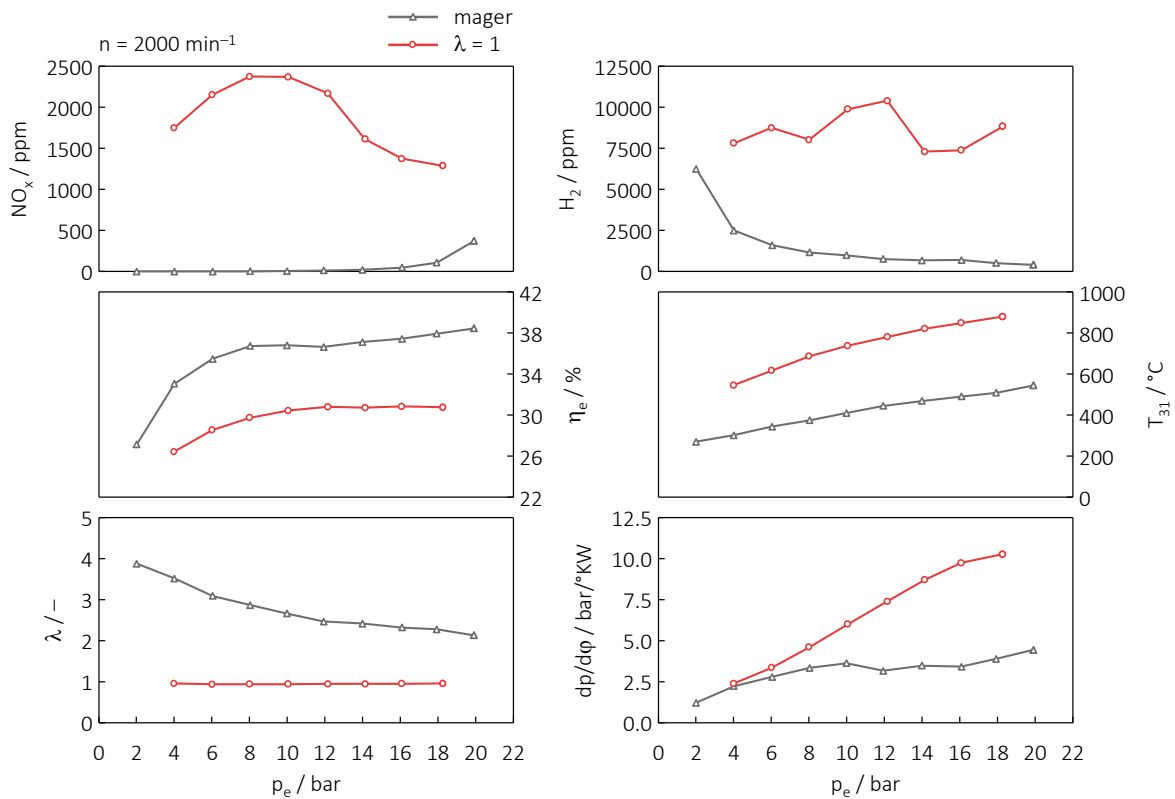 mager
n = 2000 min⁻¹
λ = 1
2500
2000
1500
1000
500
0
NOₓ / ppm
12500
10000
7500
5000
2500
0
H₂ / ppm
42
38
34
30
26
22
ηₑ / %
1000
800
600
400
200
0
T₃₁ / °C
5
4
3
2
1
0
λ / –
0 2 4 6 8 10 12 14 16 18 20 22
pₑ / bar
12.5
10.0
7.5
5.0
2.5
0.0
dp/dφ / bar/°KW
0 2 4 6 8 10 12 14 16 18 20 22
pₑ / bar